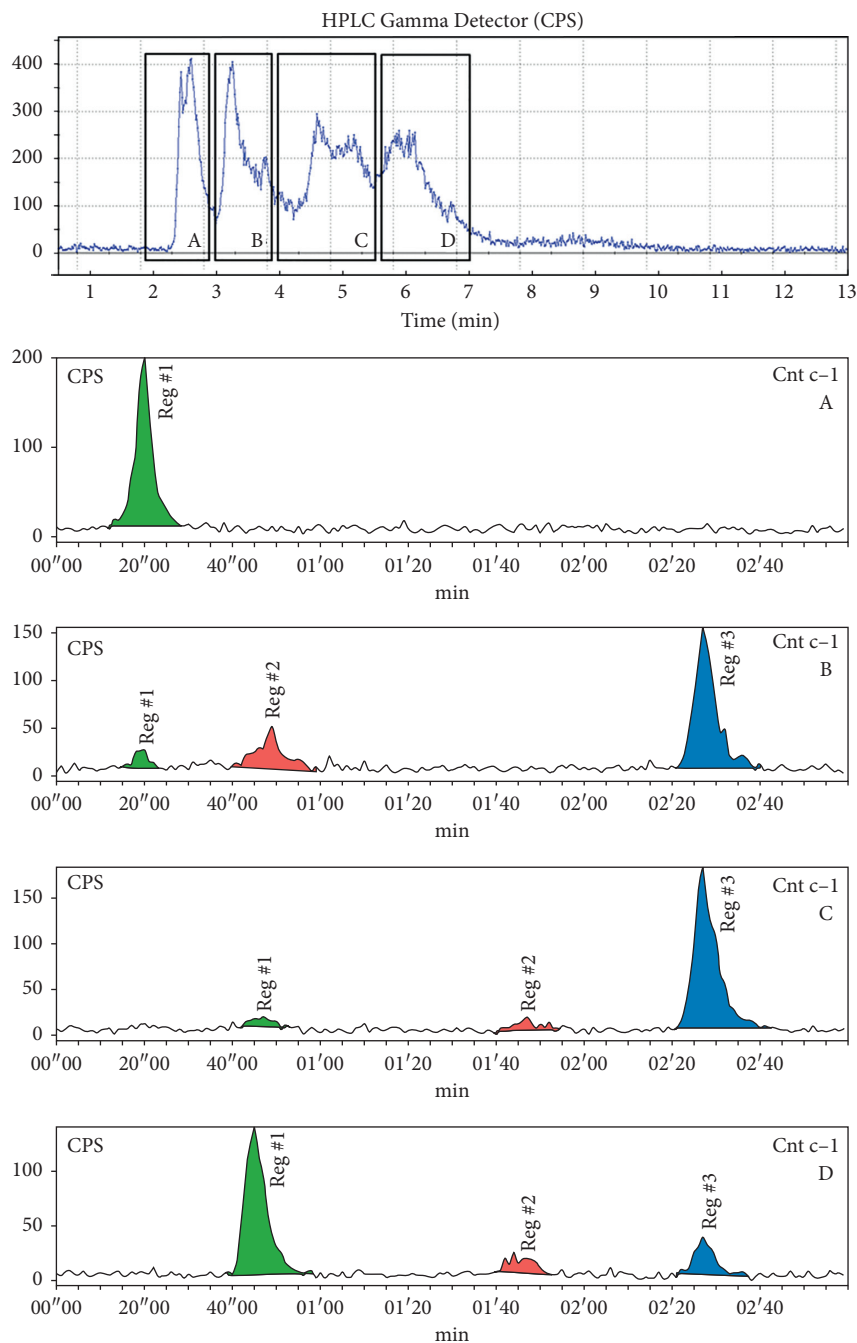 HPLC Gamma Detector (CPS)
400
300
200
100
0
A
B
C
D
1 2 3 4 5 6 7 8 9 10 11 12 13
Time (min)
200
100
0
CPS
Reg #1
Cnt c–1
A
00″00 20″00 40″00 01′00 01′20 01′40 02′00 02′20 02′40
min
150
100
50
0
CPS
Reg #1
Reg #2
Reg #3
Cnt c–1
B
00″00 20″00 40″00 01′00 01′20 01′40 02′00 02′20 02′40
min
150
100
50
0
CPS
Reg #1
Reg #2
Reg #3
Cnt c–1
C
00″00 20″00 40″00 01′00 01′20 01′40 02′00 02′20 02′40
min
100
50
0
CPS
Reg #1
Reg #2
Reg #3
Cnt c–1
D
00″00 20″00 40″00 01′00 01′20 01′40 02′00 02′20 02′40
min